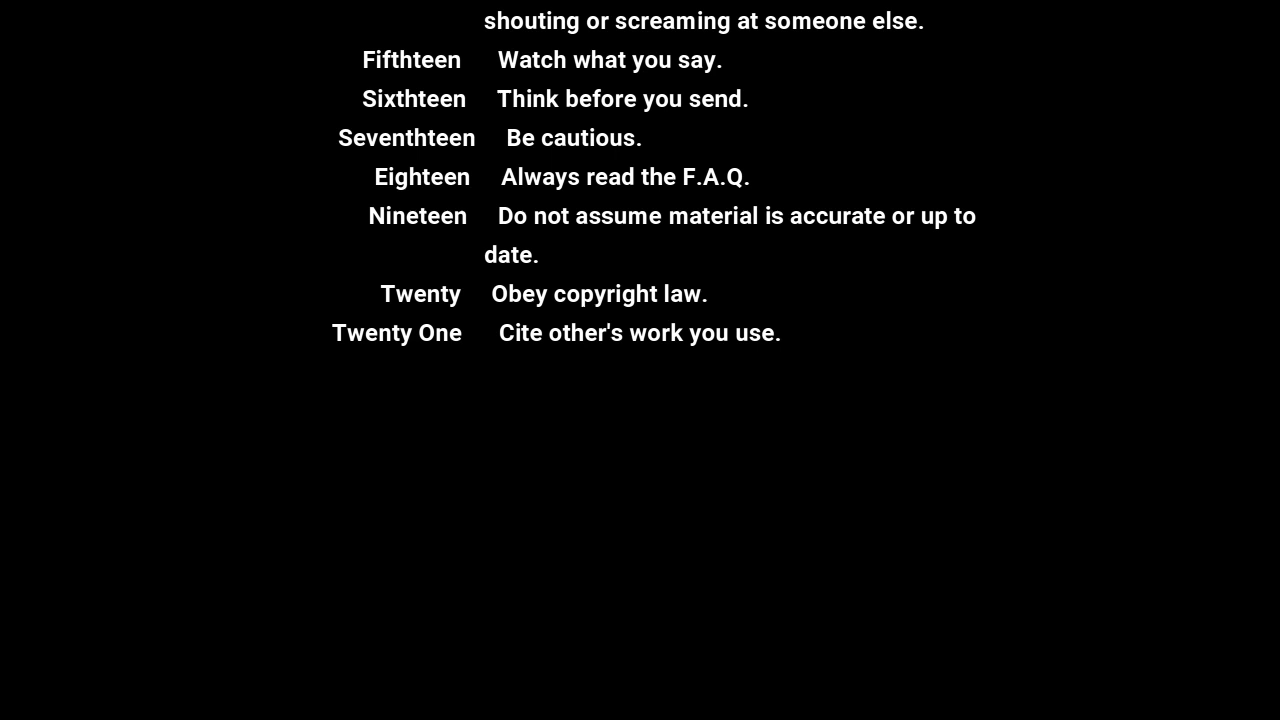 shouting or screaming at someone else.
Fifthteen Watch what you say.
Sixthteen Think before you send.
Seventhteen Be cautious.
Eighteen Always read the F.A.Q.
Nineteen Do not assume material is accurate or up to
date.
Twenty Obey copyright law.
Twenty One Cite other's work you use.